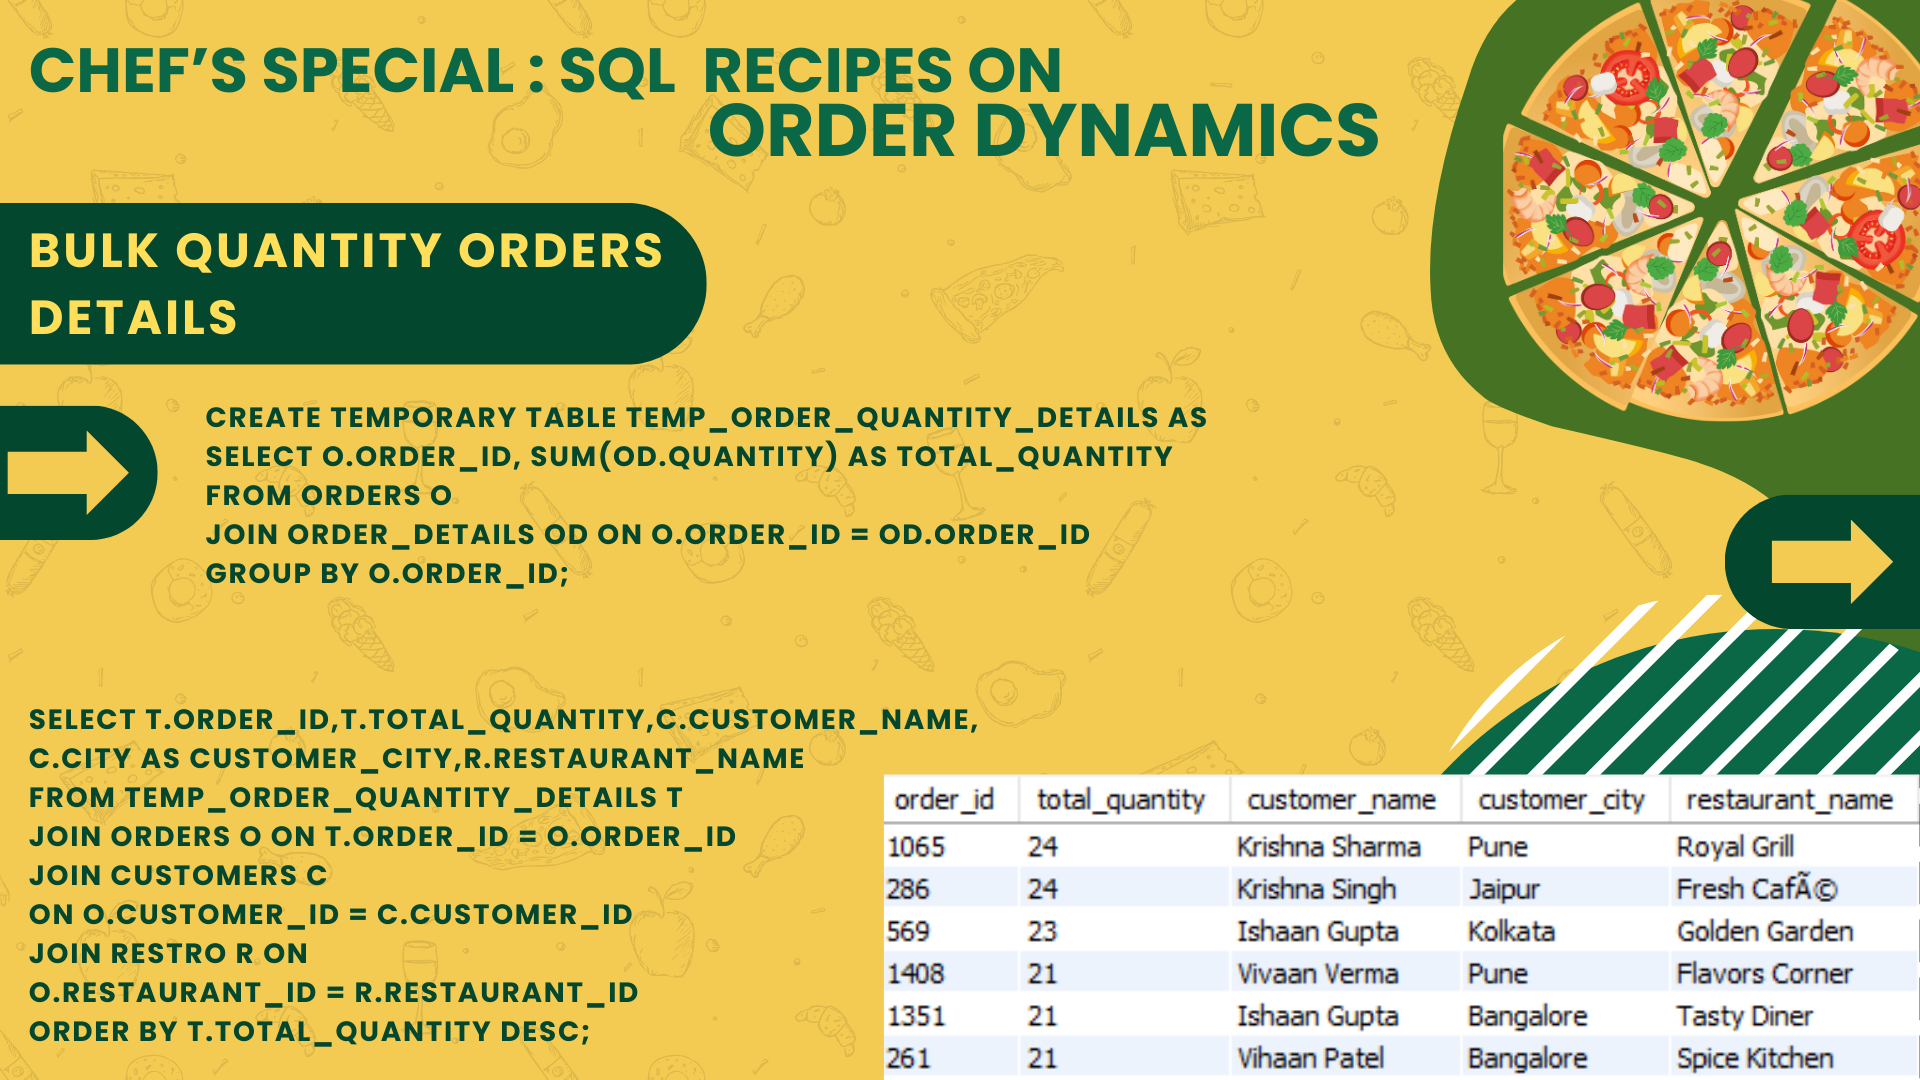 CHEF’S SPECIAL : SQL RECIPES ON
ORDER DYNAMICS
BULK QUANTITY ORDERS
DETAILS
CREATE TEMPORARY TABLE TEMP_ORDER_QUANTITY_DETAILS AS
SELECT O.ORDER_ID, SUM(OD.QUANTITY) AS TOTAL_QUANTITY
FROM ORDERS O
JOIN ORDER_DETAILS OD ON O.ORDER_ID = OD.ORDER_ID
GROUP BY O.ORDER_ID;
SELECT T.ORDER_ID,T.TOTAL_QUANTITY,C.CUSTOMER_NAME,
C.CITY AS CUSTOMER_CITY,R.RESTAURANT_NAME
FROM TEMP_ORDER_QUANTITY_DETAILS T
JOIN ORDERS O ON T.ORDER_ID = O.ORDER_ID
JOIN CUSTOMERS C
ON O.CUSTOMER_ID = C.CUSTOMER_ID
JOIN RESTRO R ON
O.RESTAURANT_ID = R.RESTAURANT_ID
ORDER BY T.TOTAL_QUANTITY DESC;
order_id total_quantity customer_name customer_city restaurant_name
1065 24 Krishna Sharma Pune Royal Grill
286 24 Krishna Singh Jaipur Fresh CafÃ©
569 23 Ishaan Gupta Kolkata Golden Garden
1408 21 Vivaan Verma Pune Flavors Corner
1351 21 Ishaan Gupta Bangalore Tasty Diner
261 21 Vihaan Patel Bangalore Spice Kitchen